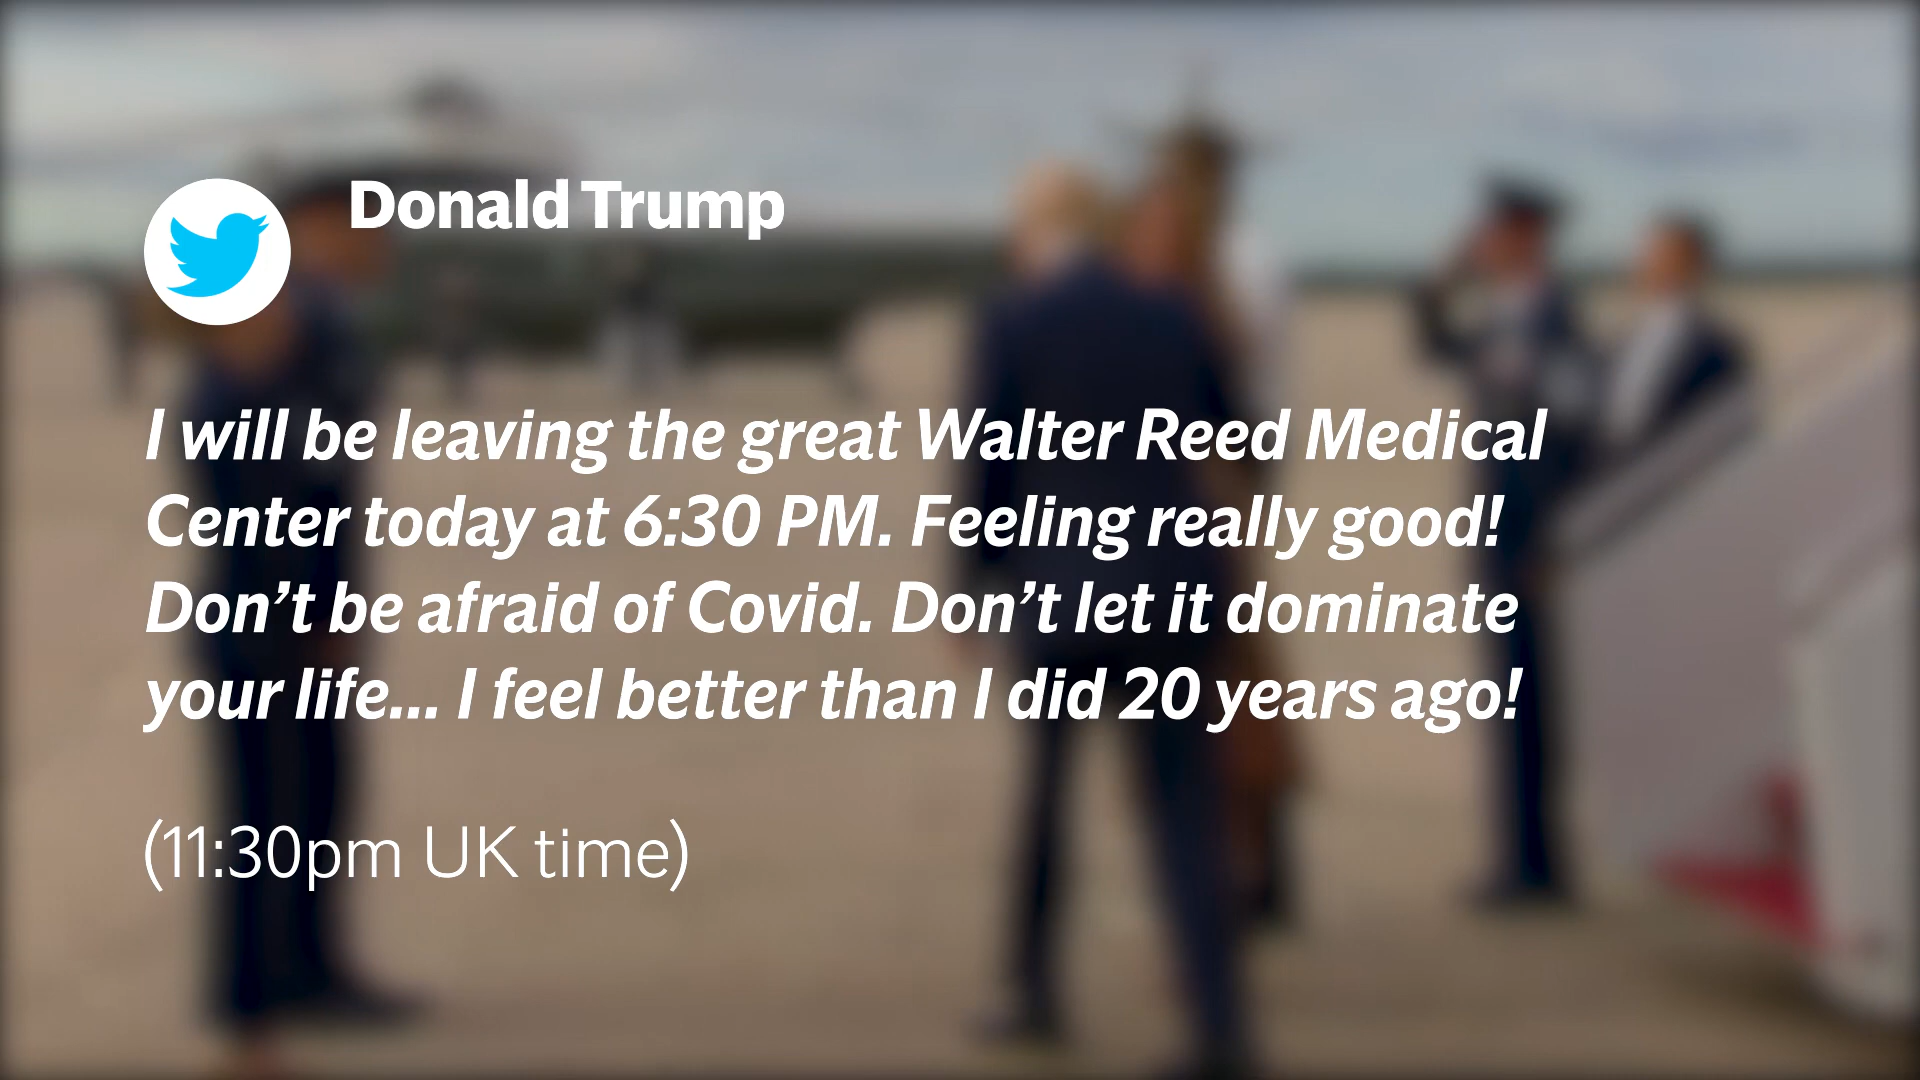 Donald Trump
I will be leaving the great Walter Reed Medical
Center today at 6:30 PM. Feeling really good!
Don’t be afraid of Covid. Don’t let it dominate
your life... I feel better than I did 20 years ago!
(11:30pm UK time)